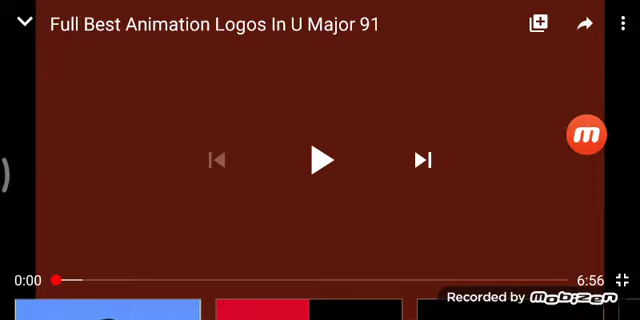 Full Best Animation Logos In U Major 91
m
0:00
6:56
Recorded by mobizen